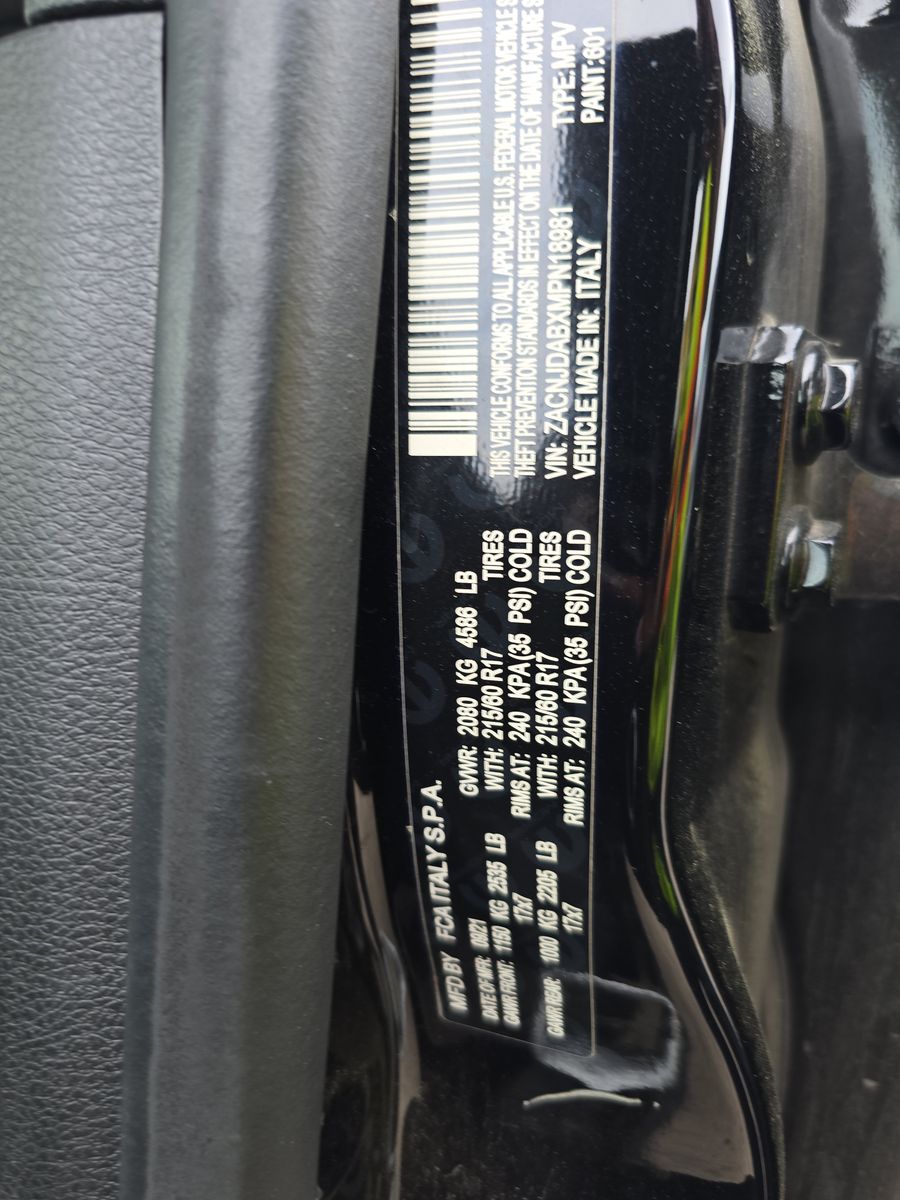 MFD BY FCA ITALY S.P.A.
DATE OF MFR: 09/21 GVWR: 2080 KG 4586 LB
GAWR FRONT: 1150 KG 2535 LB WITH: 215/60 R17 TIRES
17x7 RIMS AT: 240 KPA (35 PSI) COLD
GAWR REAR: 1000 KG 2205 LB WITH: 215/60 R17 TIRES
17x7 RIMS AT: 240 KPA (35 PSI) COLD
THIS VEHICLE CONFORMS TO ALL APPLICABLE U.S. FEDERAL MOTOR VEHICLE
THEFT PREVENTION STANDARDS IN EFFECT ON THE DATE OF MANUFACTURE
VIN: ZACNJDABXMPN18981 TYPE: MPV
VEHICLE MADE IN: ITALY PAINT: 601